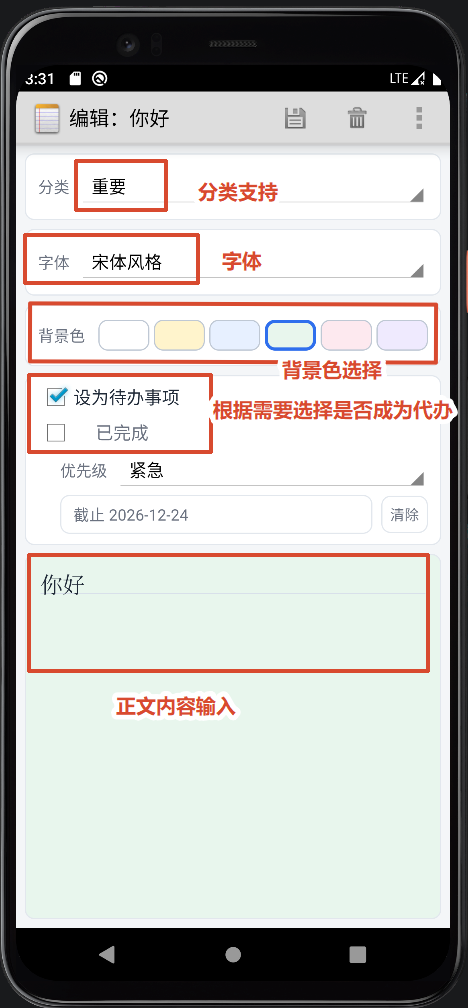 3:31
LTE
编辑：你好
分类
重要
分类支持
字体
宋体风格
字体
背景色
背景色选择
设为待办事项
根据需要选择是否成为代办
已完成
优先级
紧急
截止 2026-12-24
清除
你好
正文内容输入